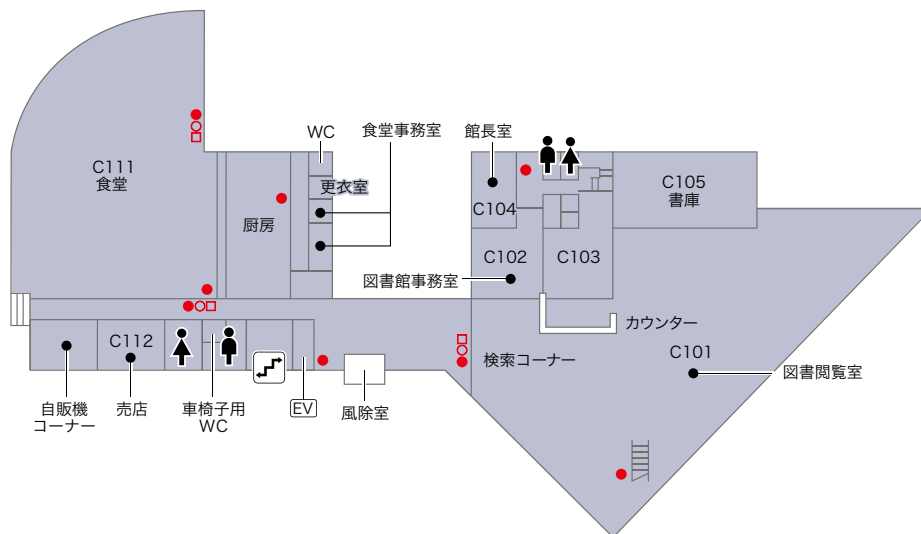 WC
食堂事務室
館長室
C111
食堂
更衣室
厨房
C104
C105
書庫
C102
C103
図書館事務室
カウンター
C112
検索コーナー
C101
図書閲覧室
自販機
コーナー
売店
車椅子用
WC
EV
風除室